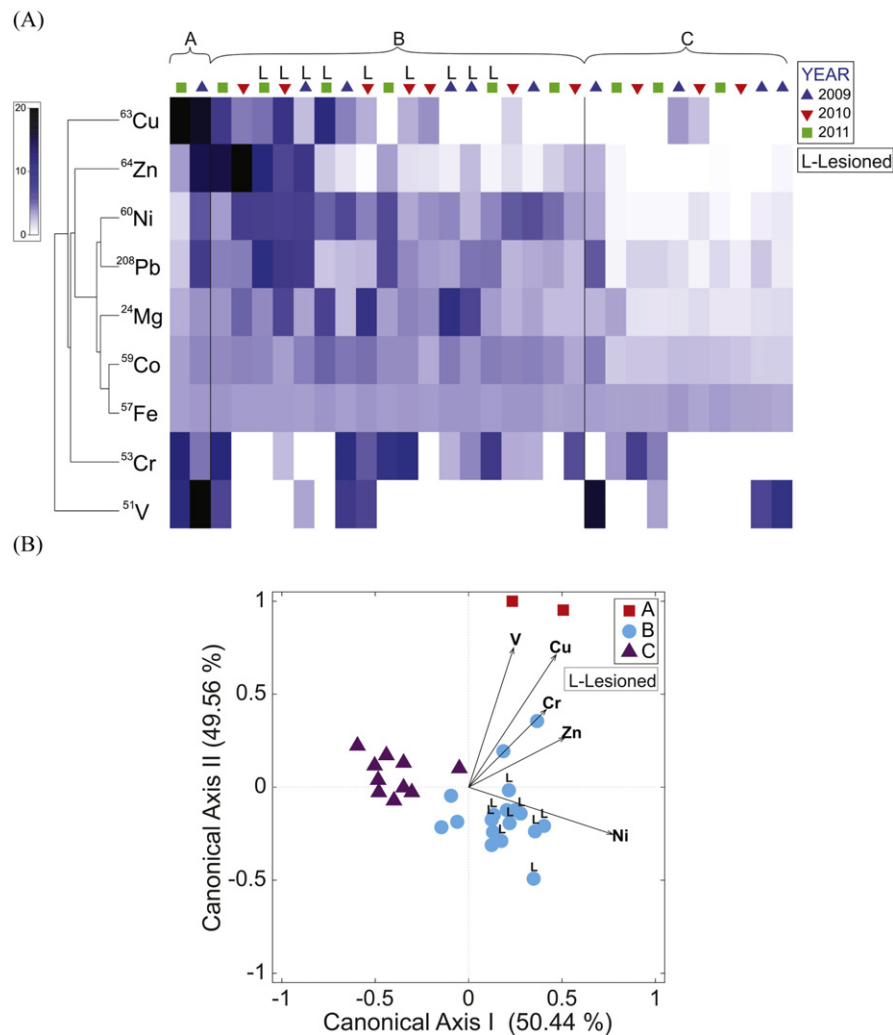 (A)
A B C
L L L L L L L L L
YEAR
2009
2010
2011
L-Lesioned
20
10
0
⁶³Cu
⁶⁴Zn
⁶⁰Ni
²⁰⁸Pb
²⁴Mg
⁵⁹Co
⁵⁷Fe
⁵³Cr
⁵¹V
(B)
Canonical Axis II (49.56 %)
1
0.5
0
-0.5
-1
A
B
C
L-Lesioned
V
Cu
Cr
Zn
Ni
L
L L
L L L L
L
L
-1 -0.5 0 0.5 1
Canonical Axis I (50.44 %)